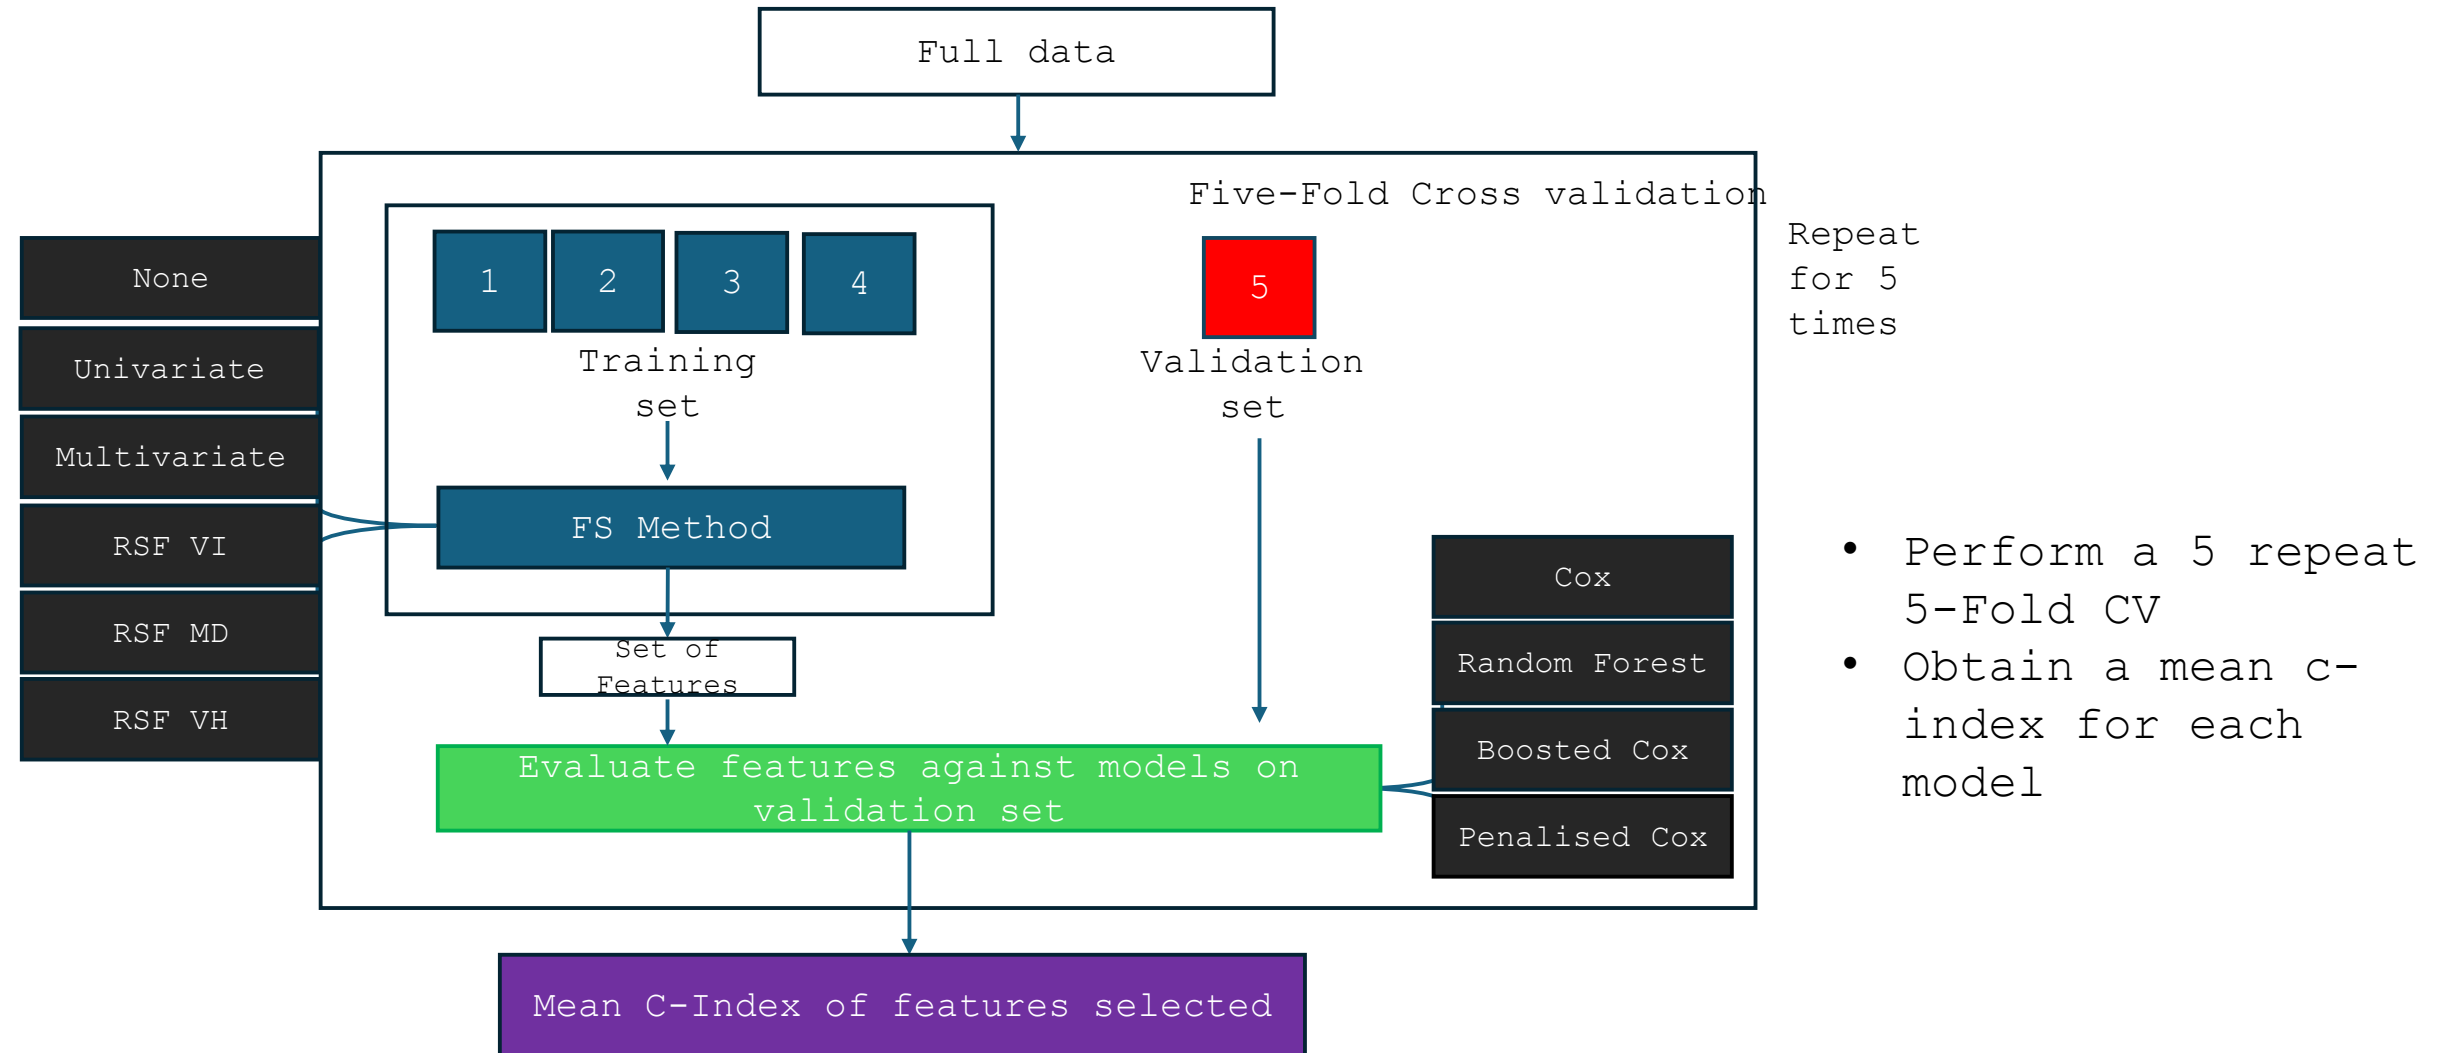 Full data
Five-Fold Cross validation
Repeat
for 5
times
None
Univariate
Multivariate
RSF VI
RSF MD
RSF VH
1
2
3
4
Training
set
5
Validation
set
FS Method
Set of
Features
Evaluate features against models on
validation set
Cox
Random Forest
Boosted Cox
Penalised Cox
Mean C-Index of features selected
• Perform a 5 repeat
5-Fold CV
• Obtain a mean c-
index for each
model